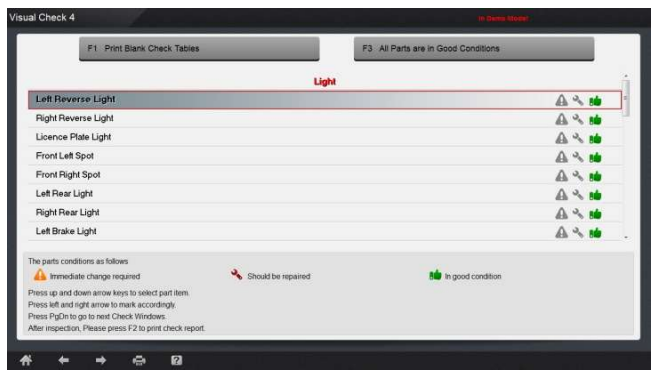 Visual Check 4
In Demo Mode!
F1 Print Blank Check Tables
F3 All Parts are in Good Conditions
Light
Left Reverse Light
Right Reverse Light
Licence Plate Light
Front Left Spot
Front Right Spot
Left Rear Light
Right Rear Light
Left Brake Light
The parts conditions as follows
Immediate change required
Should be repaired
In good condition
Press up and down arrow keys to select part item.
Press left and right arrow to mark accordingly.
Press PgDn to go to next Check Windows.
After inspection, Please press F2 to print check report.